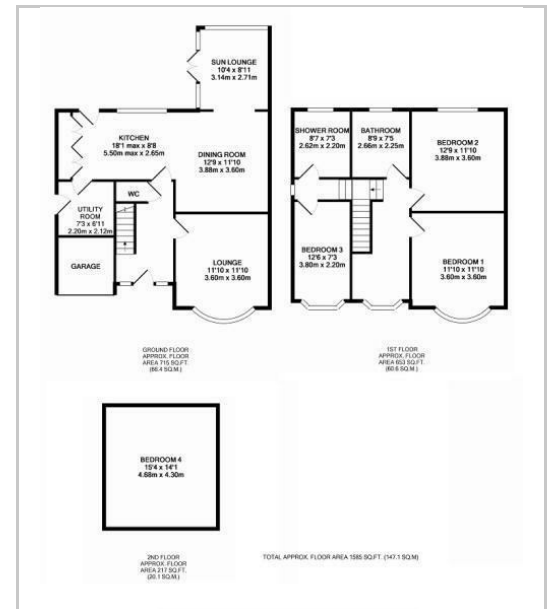 SUN LOUNGE
10'4 x 8'11
3.14m x 2.71m
KITCHEN
18'1 max x 8'8
5.50m max x 2.65m
DINING ROOM
12'9 x 11'10
3.88m x 3.60m
WC
UTILITY
ROOM
7'3 x 6'11
2.20m x 2.12m
GARAGE
LOUNGE
11'10 x 11'10
3.60m x 3.60m
GROUND FLOOR
APPROX. FLOOR
AREA 715 SQ.FT.
(66.4 SQ.M.)
SHOWER ROOM
8'7 x 7'3
2.62m x 2.20m
BATHROOM
8'9 x 7'5
2.66m x 2.25m
BEDROOM 2
12'9 x 11'10
3.88m x 3.60m
BEDROOM 3
12'6 x 7'3
3.80m x 2.20m
BEDROOM 1
11'10 x 11'10
3.60m x 3.60m
1ST FLOOR
APPROX. FLOOR
AREA 653 SQ.FT.
(60.6 SQ.M.)
BEDROOM 4
15'4 x 14'1
4.68m x 4.30m
2ND FLOOR
APPROX. FLOOR
AREA 217 SQ.FT.
(20.1 SQ.M.)
TOTAL APPROX. FLOOR AREA 1585 SQ.FT. (147.1 SQ.M)